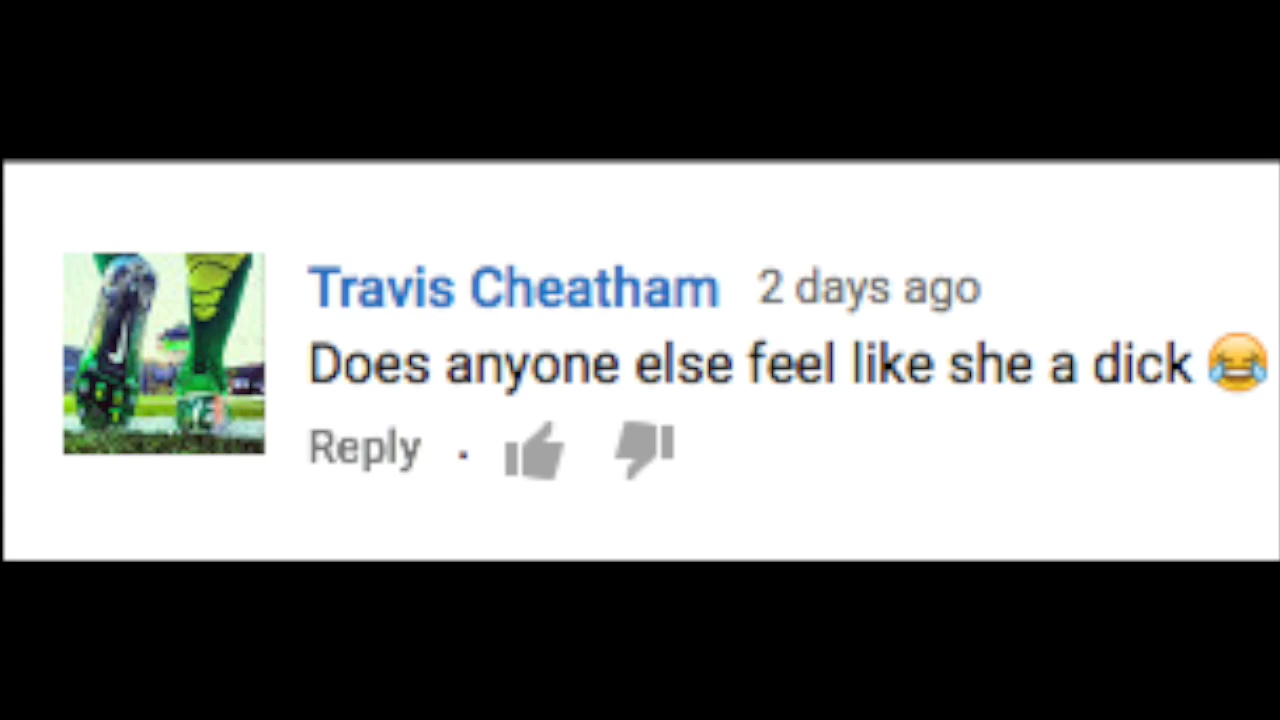 Travis Cheatham 2 days ago
Does anyone else feel like she a dick 😂
Reply ·